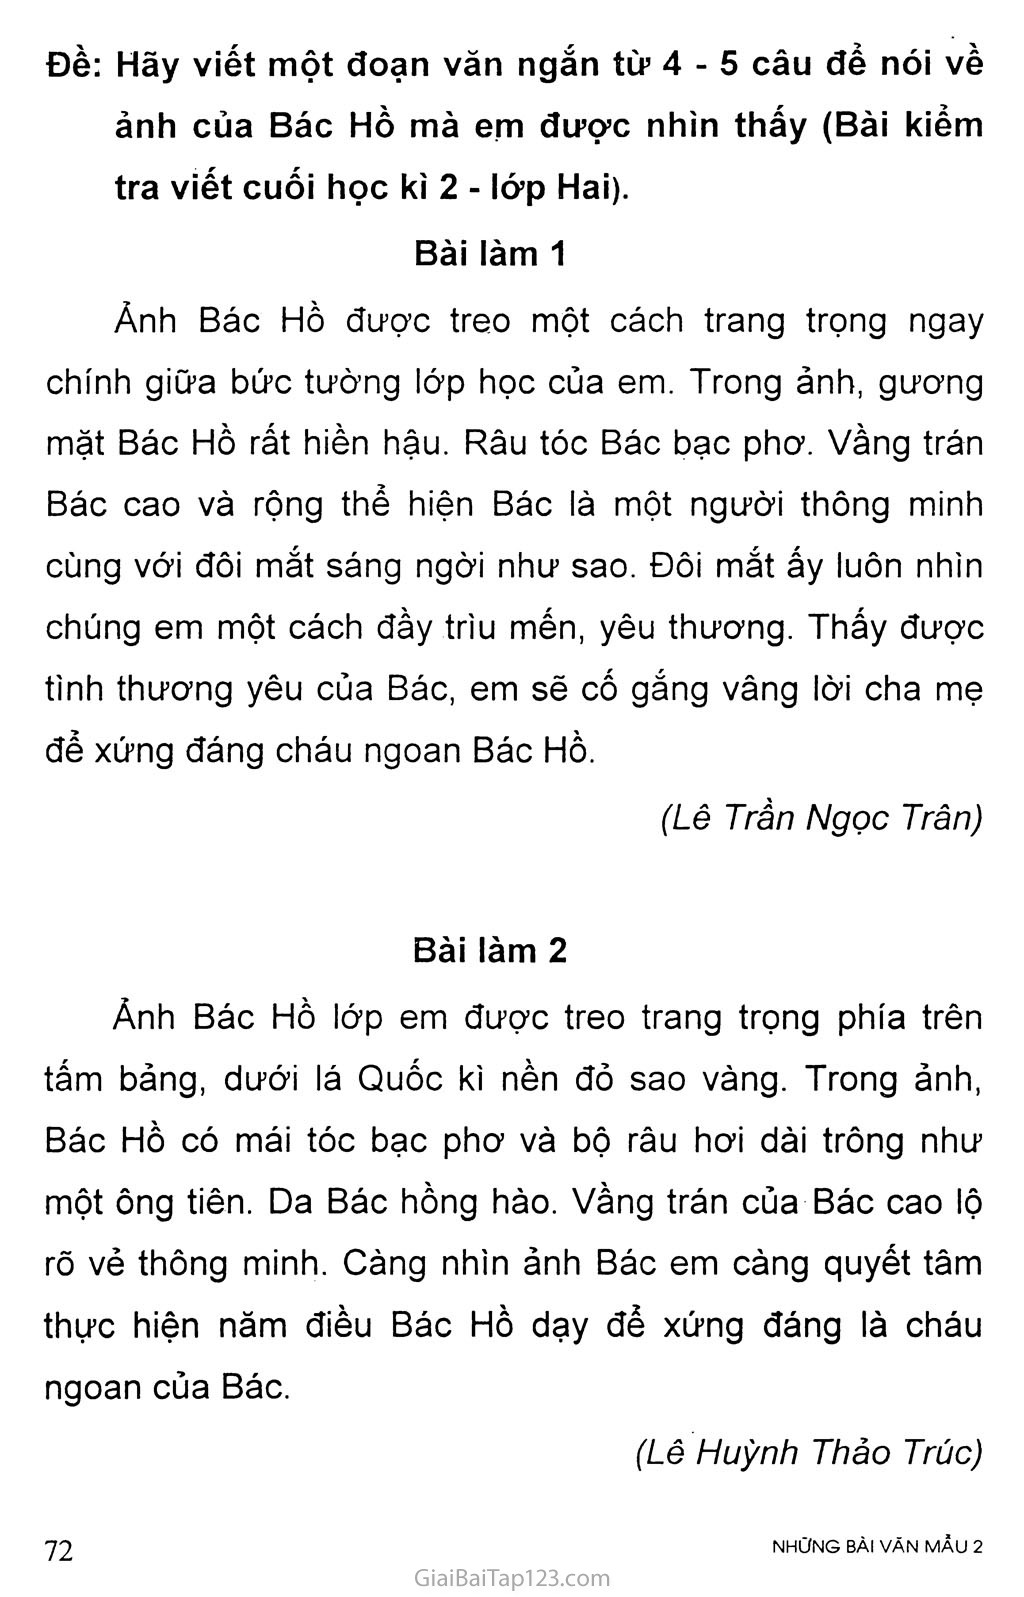 Đề: Hãy viết một đoạn văn ngắn từ 4 - 5 câu để nói về
ảnh của Bác Hồ mà em được nhìn thấy (Bài kiểm
tra viết cuối học kì 2 - lớp Hai).
Bài làm 1
Ảnh Bác Hồ được treo một cách trang trọng ngay
chính giữa bức tường lớp học của em. Trong ảnh, gương
mặt Bác Hồ rất hiền hậu. Râu tóc Bác bạc phơ. Vầng trán
Bác cao và rộng thể hiện Bác là một người thông minh
cùng với đôi mắt sáng ngời như sao. Đôi mắt ấy luôn nhìn
chúng em một cách đầy trìu mến, yêu thương. Thấy được
tình thương yêu của Bác, em sẽ cố gắng vâng lời cha mẹ
để xứng đáng cháu ngoan Bác Hồ.
(Lê Trần Ngọc Trân)
Bài làm 2
Ảnh Bác Hồ lớp em được treo trang trọng phía trên
tấm bảng, dưới lá Quốc kì nền đỏ sao vàng. Trong ảnh,
Bác Hồ có mái tóc bạc phơ và bộ râu hơi dài trông như
một ông tiên. Da Bác hồng hào. Vầng trán của Bác cao lộ
rõ vẻ thông minh. Càng nhìn ảnh Bác em càng quyết tâm
thực hiện năm điều Bác Hồ dạy để xứng đáng là cháu
ngoan của Bác.
(Lê Huỳnh Thảo Trúc)
72
NHỮNG BÀI VĂN MẪU 2
GiaiBaiTap123.com